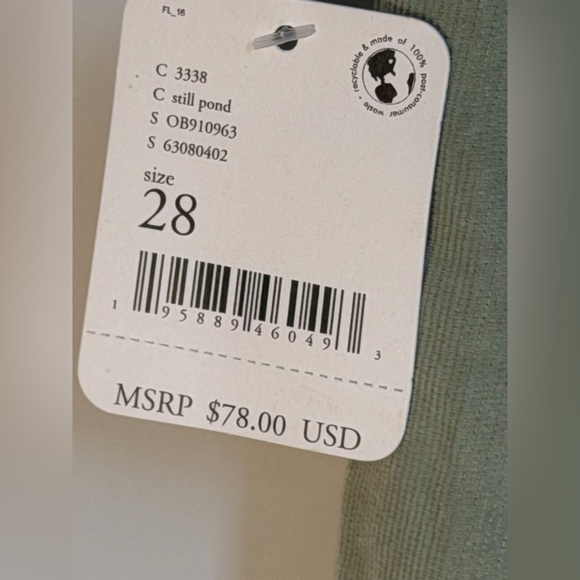 FL_16
recyclable & made of 100% post-consumer waste •
C 3338
C still pond
S OB910963
S 63080402
size
28
1 95889 46049 3
MSRP $78.00 USD